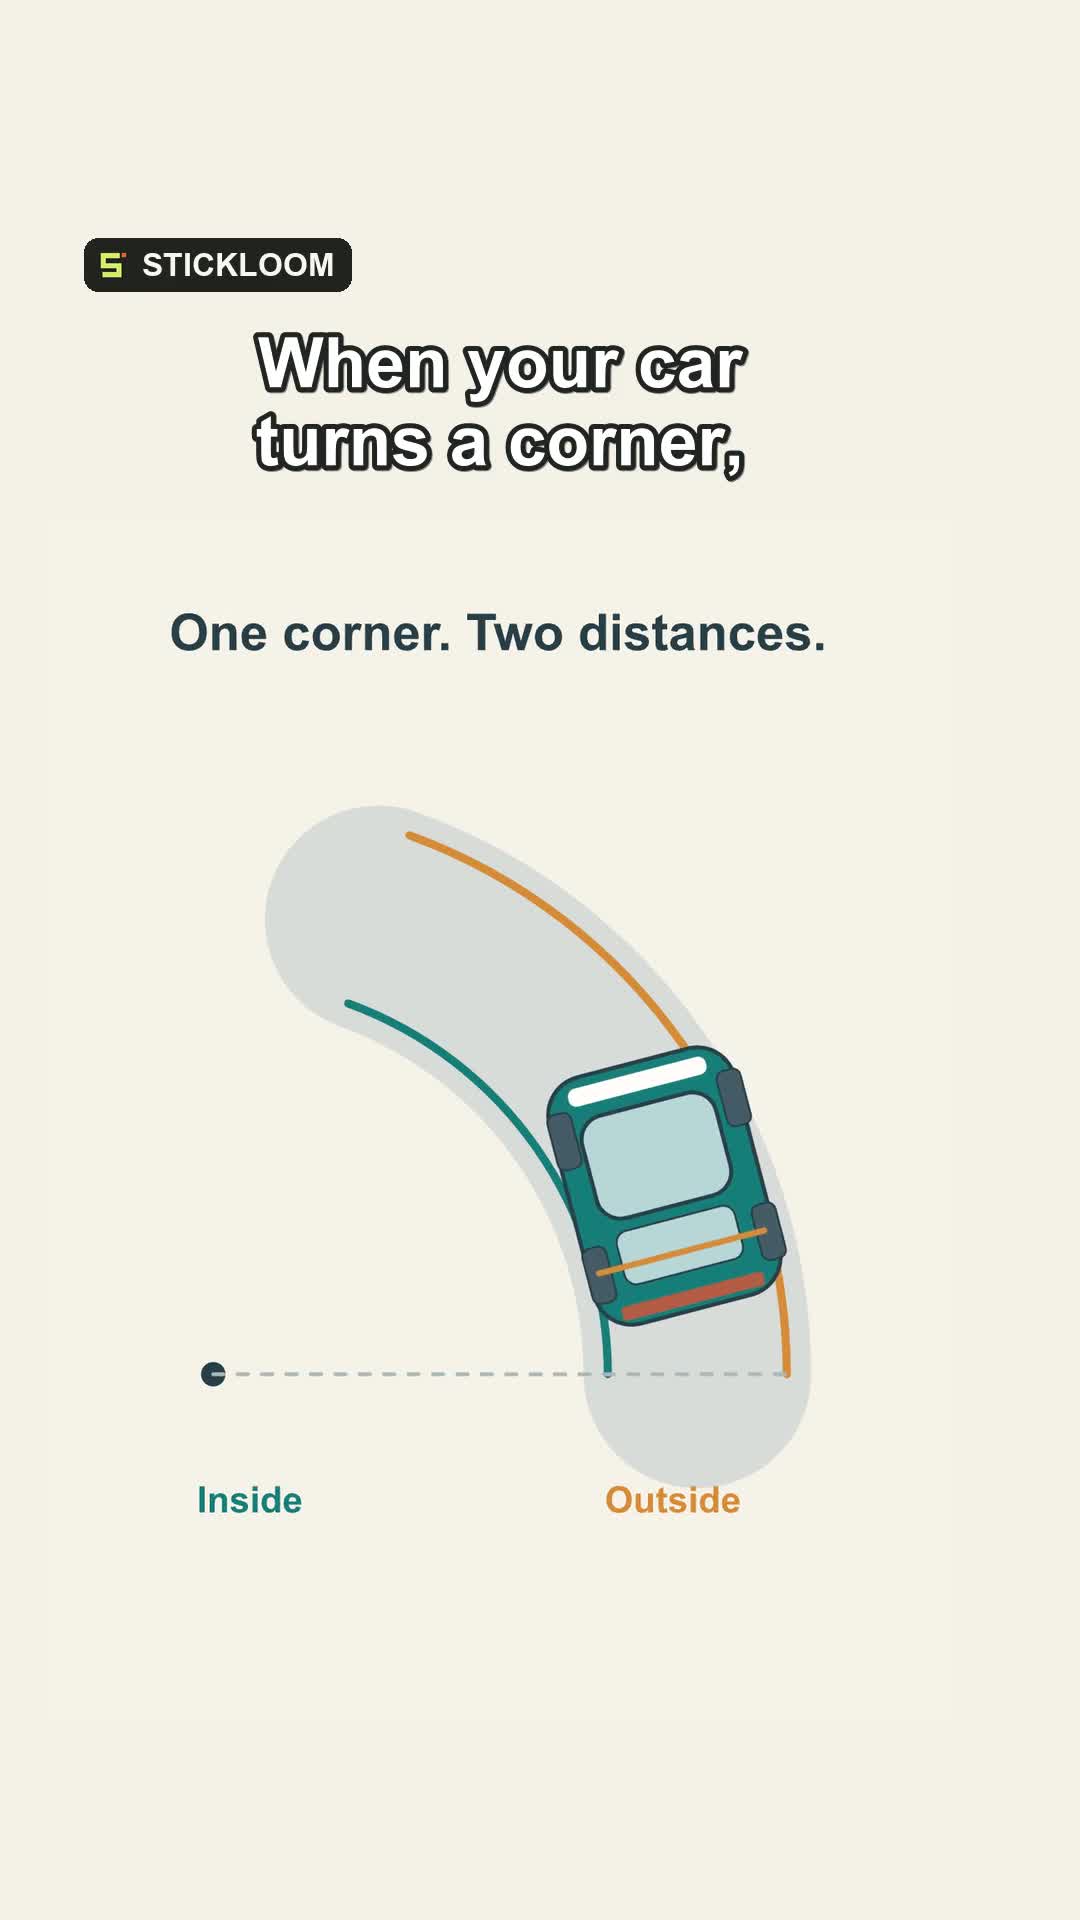 STICKLOOM
When your car
turns a corner,
One corner. Two distances.
Inside
Outside